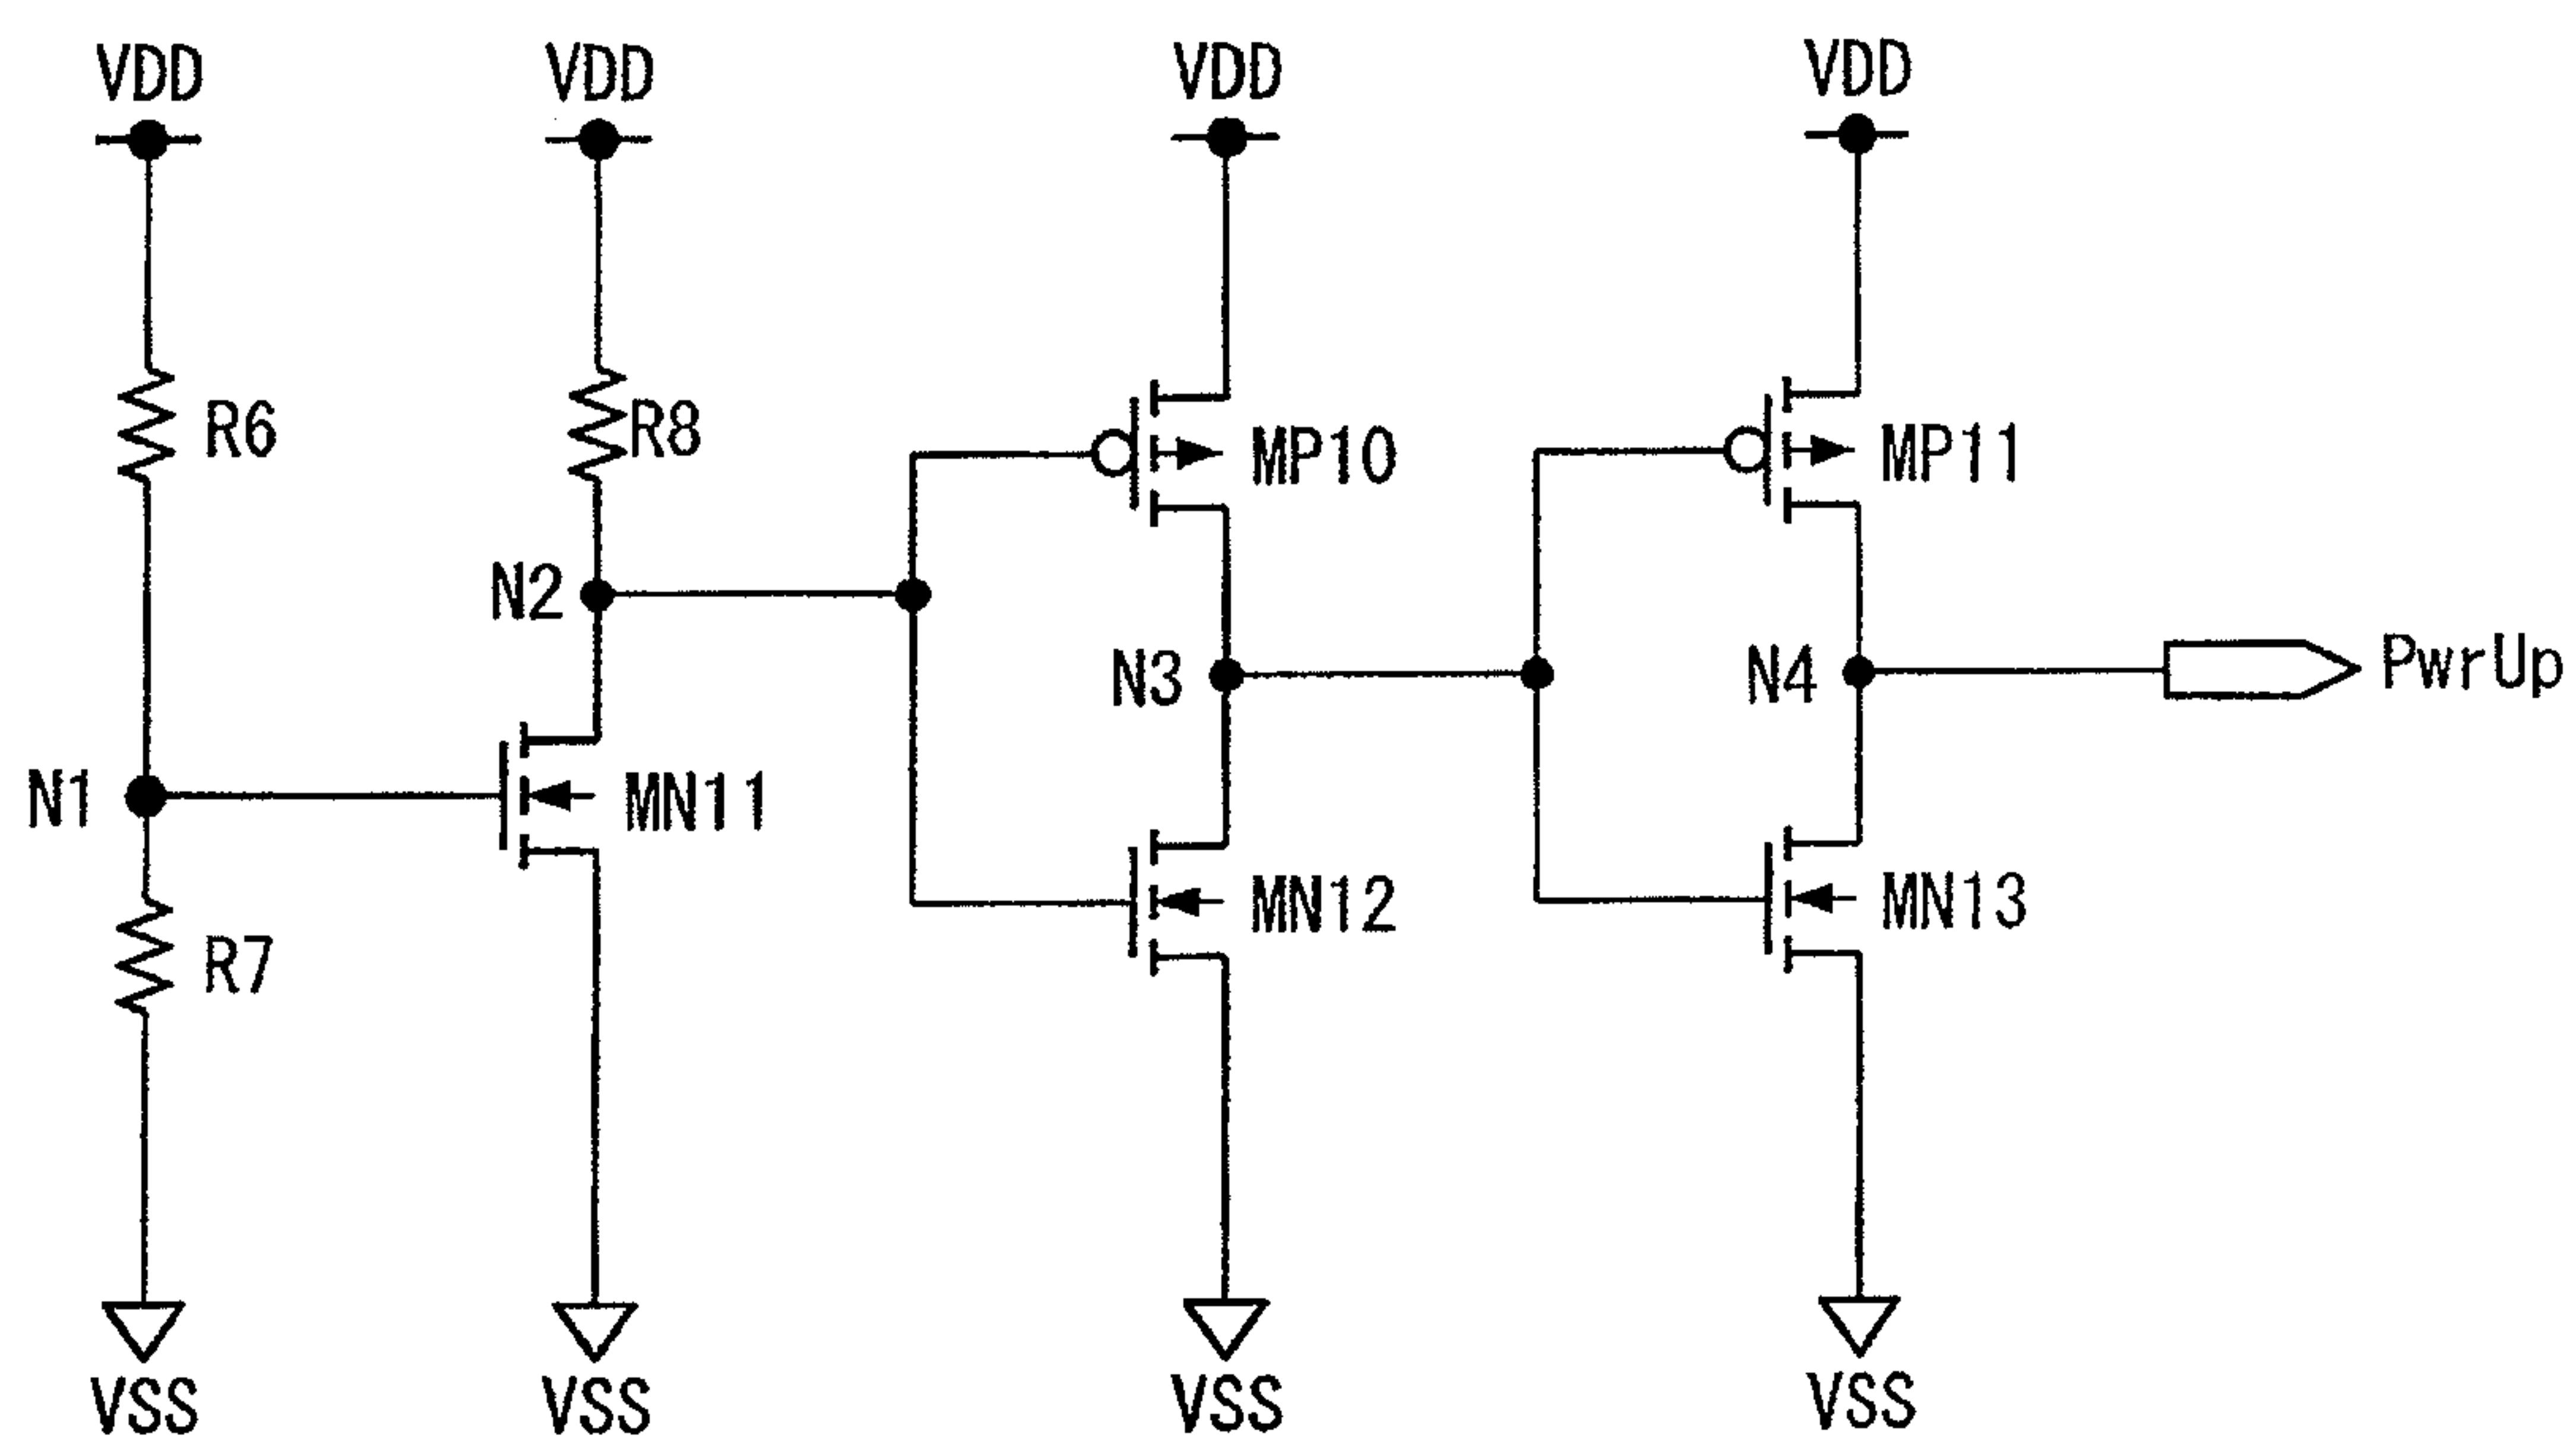 VDD
VDD
VDD
VDD
R6
R8
MP10
MP11
N2
N3
N4
PwrUp
N1
MN11
MN12
MN13
R7
VSS
VSS
VSS
VSS